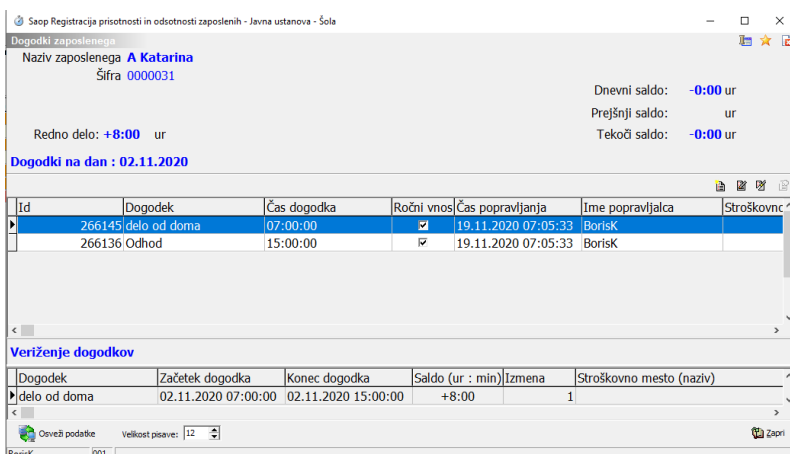 Saop Registracija prisotnosti in odsotnosti zaposlenih - Javna ustanova - Šola
Dogodki zaposlenega
Naziv zaposlenega A Katarina
Šifra 0000031
Dnevni saldo: -0:00 ur
Prejšnji saldo: ur
Redno delo: +8:00 ur Tekoči saldo: -0:00 ur
Dogodki na dan : 02.11.2020
Id Dogodek Čas dogodka Ročni vnos Čas popravljanja Ime popravljalca Stroškovno
266145 delo od doma 07:00:00 19.11.2020 07:05:33 BorisK
266136 Odhod 15:00:00 19.11.2020 07:05:33 BorisK
Veriženje dogodkov
Dogodek Začetek dogodka Konec dogodka Saldo (ur : min) Izmena Stroškovno mesto (naziv)
delo od doma 02.11.2020 07:00:00 02.11.2020 15:00:00 +8:00 1
Osveži podatke Velikost pisave: 12 Zapri
BorisK 001